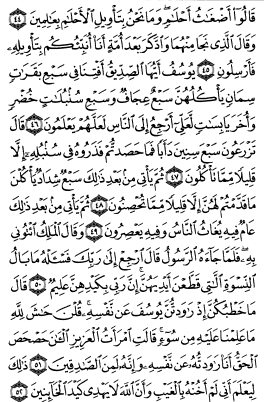 قَالُوٓا۟ أَضْغَٰثُ أَحْلَٰمٍ ۖ وَمَا نَحْنُ بِتَأْوِيلِ ٱلْأَحْلَٰمِ بِعَٰلِمِينَ ٤٤
وَقَالَ ٱلَّذِى نَجَا مِنْهُمَا وَٱدَّكَرَ بَعْدَ أُمَّةٍ أَنَا۠ أُنَبِّئُكُم بِتَأْوِيلِهِۦ
فَأَرْسِلُونِ ٤٥ يُوسُفُ أَيُّهَا ٱلصِّدِّيقُ أَفْتِنَا فِى سَبْعِ بَقَرَٰتٍ
سِمَانٍ يَأْكُلُهُنَّ سَبْعٌ عِجَافٌ وَسَبْعِ سُنۢبُلَٰتٍ خُضْرٍ
وَأُخَرَ يَابِسَٰتٍ لَّعَلِّىٓ أَرْجِعُ إِلَى ٱلنَّاسِ لَعَلَّهُمْ يَعْلَمُونَ ٤٦ قَالَ
تَزْرَعُونَ سَبْعَ سِنِينَ دَأَبًا فَمَا حَصَدتُّمْ فَذَرُوهُ فِى سُنۢبُلِهِۦٓ إِلَّا
قَلِيلًا مِّمَّا تَأْكُلُونَ ٤٧ ثُمَّ يَأْتِى مِنۢ بَعْدِ ذَٰلِكَ سَبْعٌ شِدَادٌ يَأْكُلْنَ
مَا قَدَّمْتُمْ لَهُنَّ إِلَّا قَلِيلًا مِّمَّا تُحْصِنُونَ ٤٨ ثُمَّ يَأْتِى مِنۢ بَعْدِ ذَٰلِكَ
عَامٌ فِيهِ يُغَاثُ ٱلنَّاسُ وَفِيهِ يَعْصِرُونَ ٤٩ وَقَالَ ٱلْمَلِكُ ٱئْتُونِى
بِهِۦ ۖ فَلَمَّا جَآءَهُ ٱلرَّسُولُ قَالَ ٱرْجِعْ إِلَىٰ رَبِّكَ فَسْـَٔلْهُ مَا بَالُ
ٱلنِّسْوَةِ ٱلَّٰتِى قَطَّعْنَ أَيْدِيَهُنَّ ۚ إِنَّ رَبِّى بِكَيْدِهِنَّ عَلِيمٌ ٥٠ قَالَ
مَا خَطْبُكُنَّ إِذْ رَٰوَدتُّنَّ يُوسُفَ عَن نَّفْسِهِۦ ۚ قُلْنَ حَٰشَ لِلَّهِ
مَا عَلِمْنَا عَلَيْهِ مِن سُوٓءٍ ۚ قَالَتِ ٱمْرَأَتُ ٱلْعَزِيزِ ٱلْـَٰٔنَ حَصْحَصَ
ٱلْحَقُّ أَنَا۠ رَٰوَدتُّهُۥ عَن نَّفْسِهِۦ وَإِنَّهُۥ لَمِنَ ٱلصَّٰدِقِينَ ٥١ ذَٰلِكَ
لِيَعْلَمَ أَنِّى لَمْ أَخُنْهُ بِٱلْغَيْبِ وَأَنَّ ٱللَّهَ لَا يَهْدِى كَيْدَ ٱلْخَآئِنِينَ ٥٢